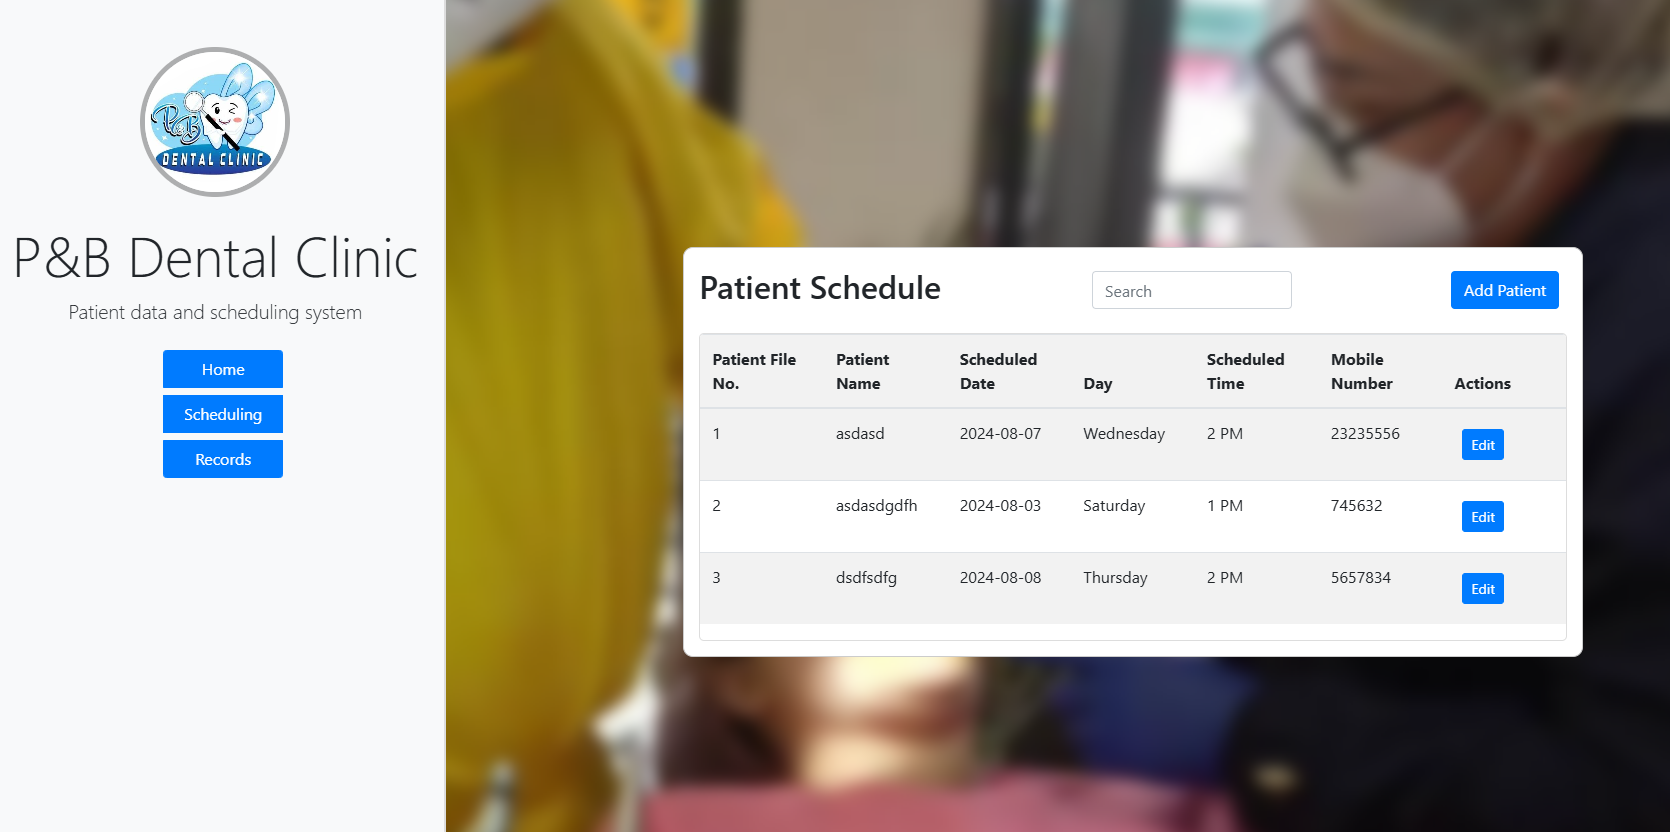 P&B
DENTAL CLINIC
P&B Dental Clinic
Patient data and scheduling system
Home
Scheduling
Records
Patient Schedule
Search
Add Patient
Patient File No.
Patient Name
Scheduled Date
Day
Scheduled Time
Mobile Number
Actions
1 asdasd 2024-08-07 Wednesday 2 PM 23235556 Edit
2 asdasdgdfh 2024-08-03 Saturday 1 PM 745632 Edit
3 dsdfsdfg 2024-08-08 Thursday 2 PM 5657834 Edit